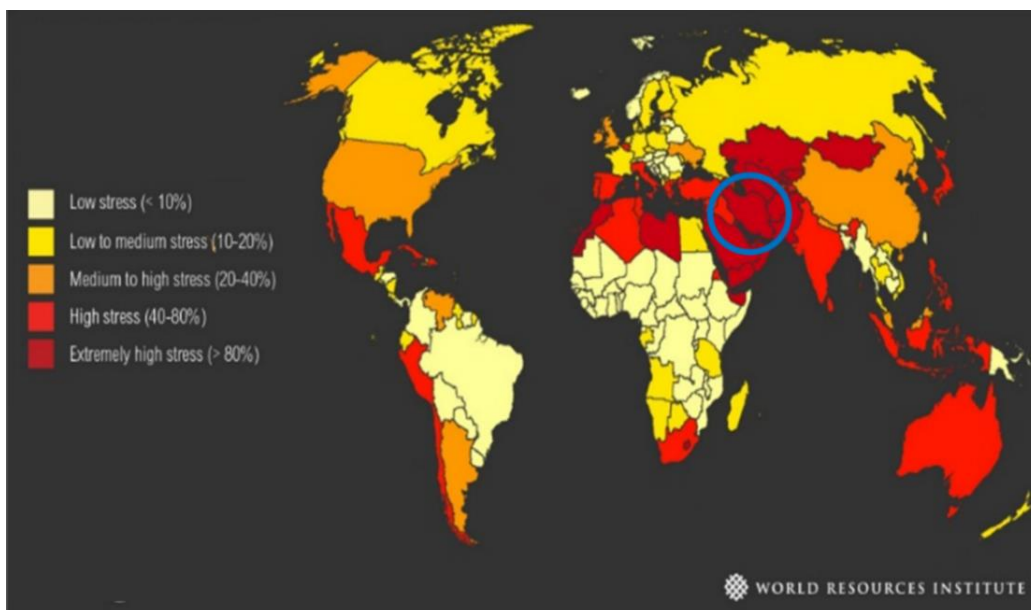 Low stress (< 10%)
Low to medium stress (10-20%)
Medium to high stress (20-40%)
High stress (40-80%)
Extremely high stress (> 80%)
WORLD RESOURCES INSTITUTE